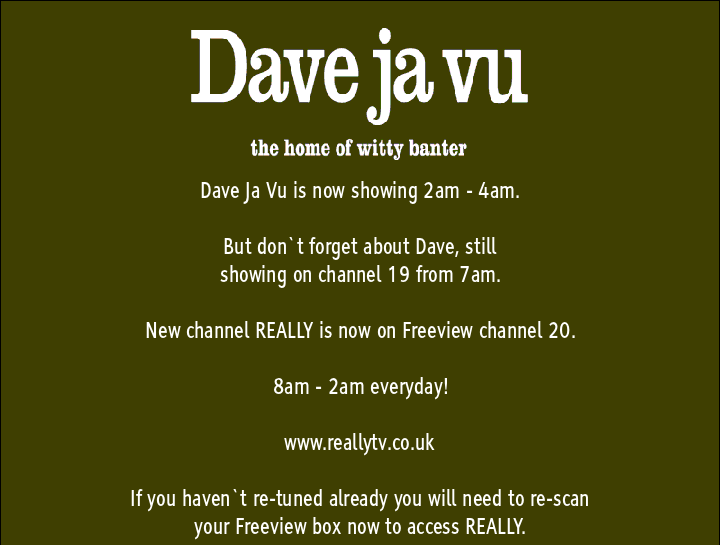 Dave ja vu
the home of witty banter
Dave Ja Vu is now showing 2am - 4am.
But don`t forget about Dave, still
showing on channel 19 from 7am.
New channel REALLY is now on Freeview channel 20.
8am - 2am everyday!
www.reallytv.co.uk
If you haven`t re-tuned already you will need to re-scan
your Freeview box now to access REALLY.